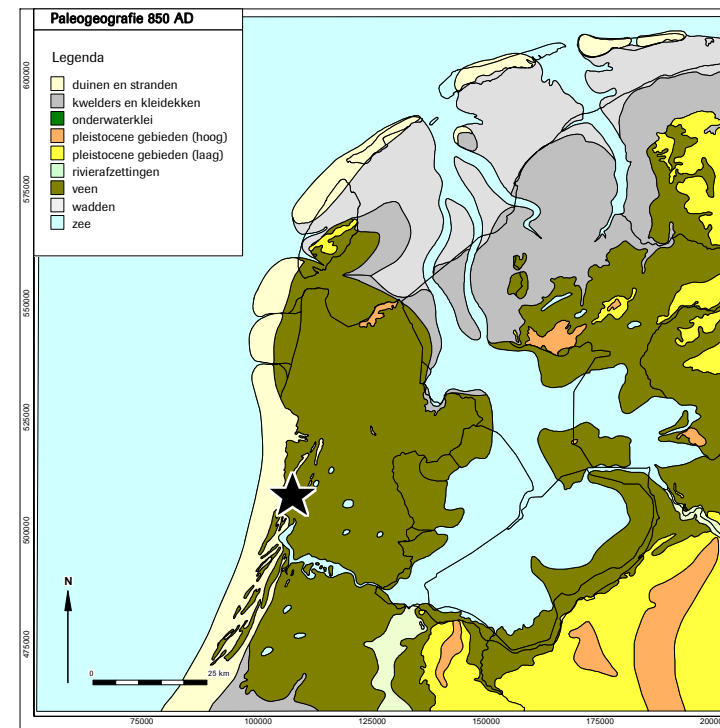 Paleogeografie 850 AD
Legenda
duinen en stranden
kwelders en kleidekken
onderwaterklei
pleistocene gebieden (hoog)
pleistocene gebieden (laag)
rivierafzettingen
veen
wadden
zee
600000
575000
550000
525000
500000
475000
N
0 25 km
75000 100000 125000 150000 175000 20000